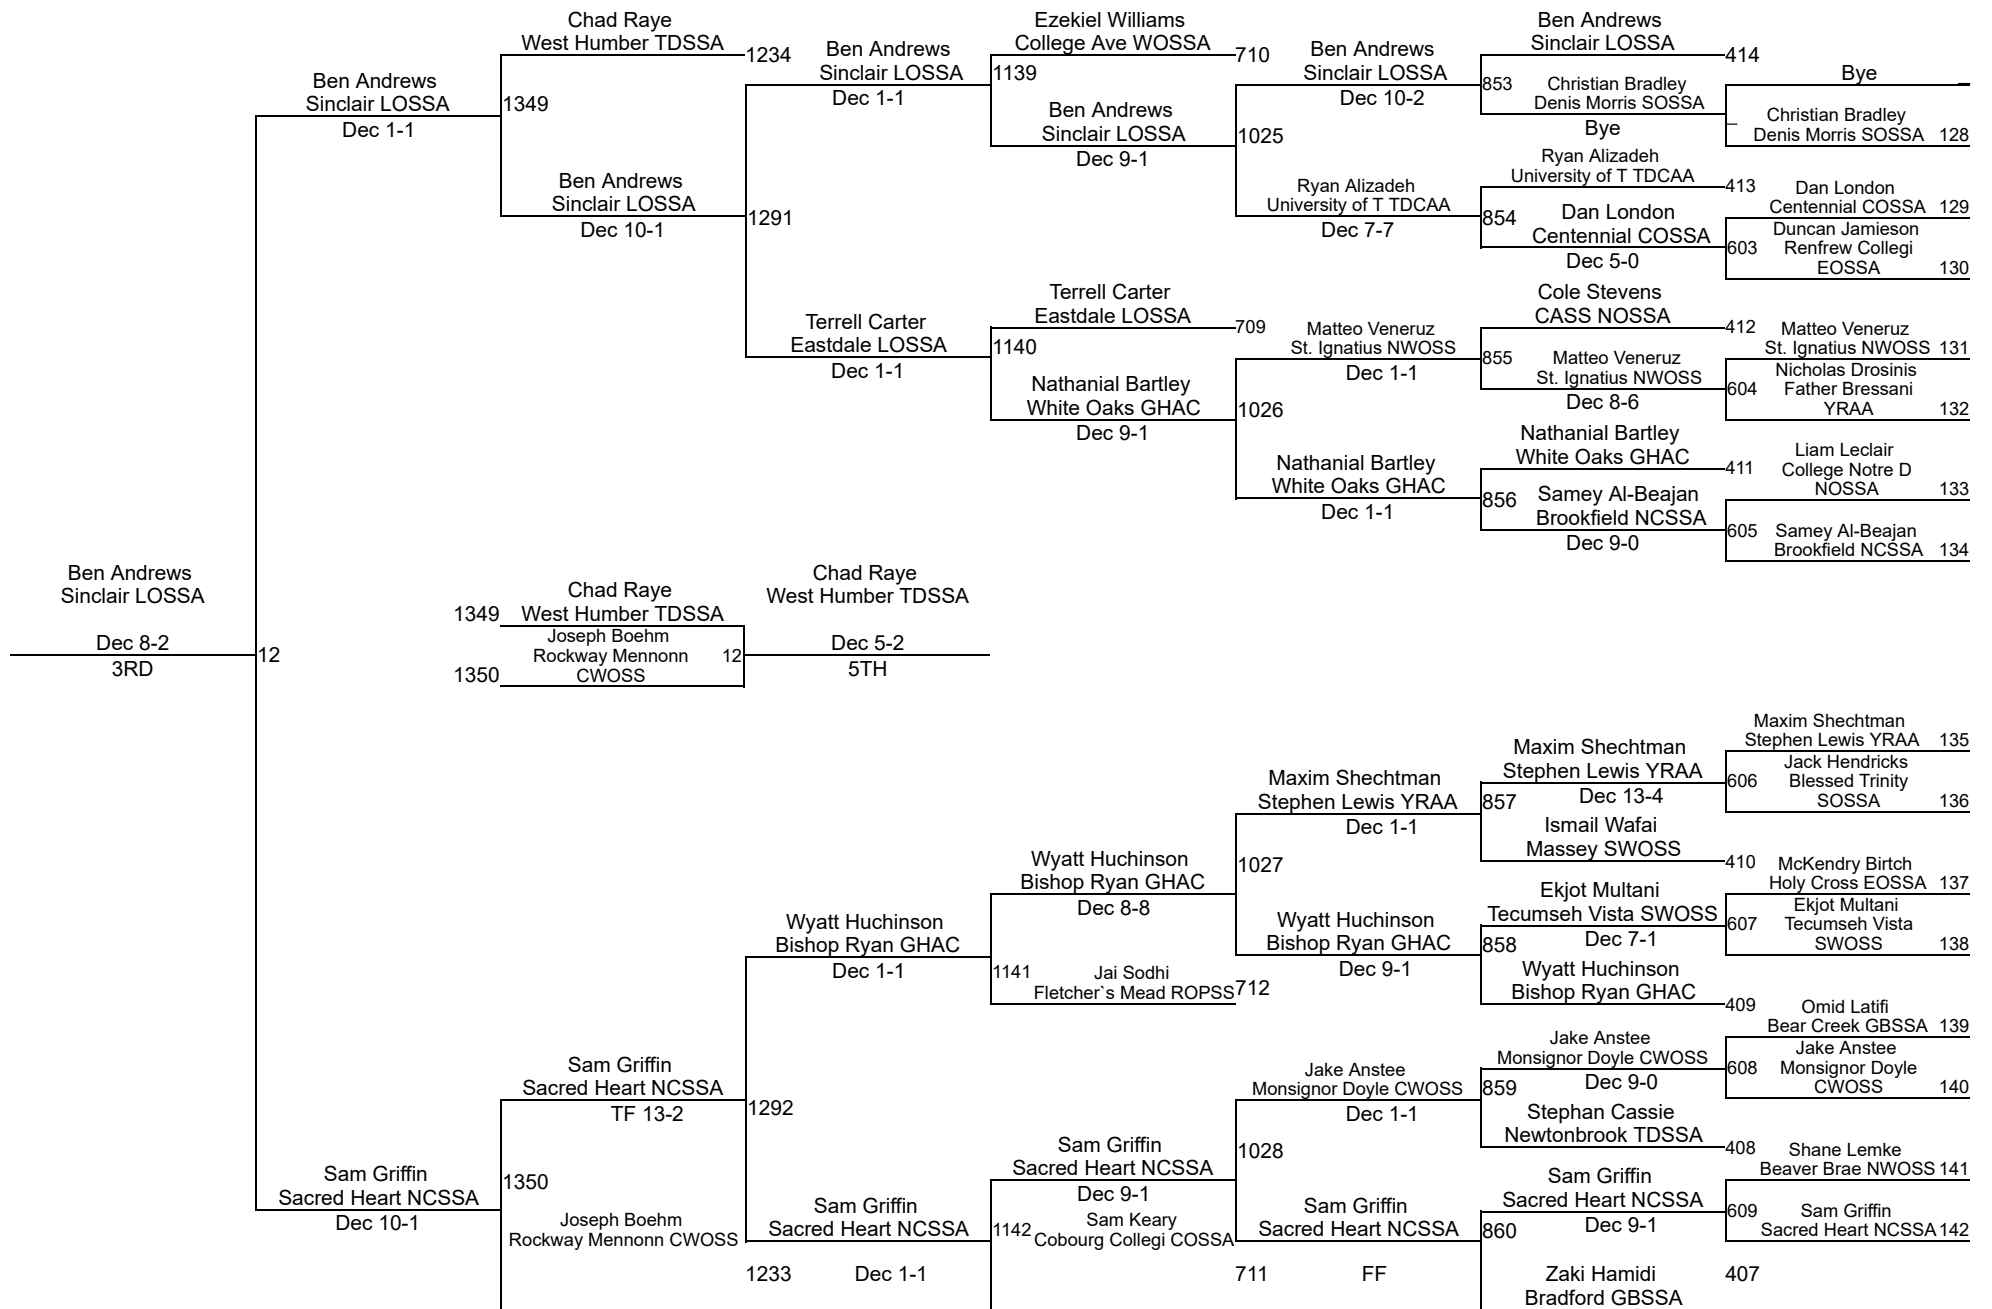 Chad Raye
West Humber TDSSA
1234
Ben Andrews
Sinclair LOSSA
Dec 1-1
1349
Ben Andrews
Sinclair LOSSA
Dec 10-1
Ben Andrews
Sinclair LOSSA
Dec 1-1
1291
Ezekiel Williams
College Ave WOSSA
710
1139
Ben Andrews
Sinclair LOSSA
Dec 9-1
Ben Andrews
Sinclair LOSSA
Dec 10-2
1025
Ryan Alizadeh
University of T TDCAA
Dec 7-7
Ben Andrews
Sinclair LOSSA
414
853
Christian Bradley
Denis Morris SOSSA
Bye
Bye
Christian Bradley
Denis Morris SOSSA
128
Ryan Alizadeh
University of T TDCAA
413
854
Dan London
Centennial COSSA
Dec 5-0
Dan London
Centennial COSSA
129
603
Duncan Jamieson
Renfrew Collegi
EOSSA
130
Terrell Carter
Eastdale LOSSA
Dec 1-1
Terrell Carter
Eastdale LOSSA
709
1140
Nathanial Bartley
White Oaks GHAC
Dec 9-1
Matteo Veneruz
St. Ignatius NWOSS
Dec 1-1
1026
Nathanial Bartley
White Oaks GHAC
Dec 1-1
Cole Stevens
CASS NOSSA
412
855
Matteo Veneruz
St. Ignatius NWOSS
Dec 8-6
Matteo Veneruz
St. Ignatius NWOSS
131
604
Nicholas Drosinis
Father Bressani
YRAA
132
Nathanial Bartley
White Oaks GHAC
411
856
Samey Al-Beajan
Brookfield NCSSA
Dec 9-0
Liam Leclair
College Notre D
NOSSA
133
605
Samey Al-Beajan
Brookfield NCSSA
134
Ben Andrews
Sinclair LOSSA
Dec 8-2
3RD
12
1349
Chad Raye
West Humber TDSSA
1350
Joseph Boehm
Rockway Mennonn
CWOSS
12
Chad Raye
West Humber TDSSA
Dec 5-2
5TH
Maxim Shechtman
Stephen Lewis YRAA
Dec 1-1
857
Maxim Shechtman
Stephen Lewis YRAA
Dec 13-4
Ismail Wafai
Massey SWOSS
410
Maxim Shechtman
Stephen Lewis YRAA
135
606
Jack Hendricks
Blessed Trinity
SOSSA
136
Wyatt Huchinson
Bishop Ryan GHAC
Dec 1-1
Wyatt Huchinson
Bishop Ryan GHAC
Dec 8-8
1027
1141
Jai Sodhi
Fletcher`s Mead ROPSS
712
Wyatt Huchinson
Bishop Ryan GHAC
Dec 9-1
858
Ekjot Multani
Tecumseh Vista SWOSS
Dec 7-1
Wyatt Huchinson
Bishop Ryan GHAC
409
McKendry Birtch
Holy Cross EOSSA
137
607
Ekjot Multani
Tecumseh Vista
SWOSS
138
Sam Griffin
Sacred Heart NCSSA
TF 13-2
1292
Jake Anstee
Monsignor Doyle CWOSS
Dec 1-1
859
Jake Anstee
Monsignor Doyle CWOSS
Dec 9-0
Stephan Cassie
Newtonbrook TDSSA
408
Omid Latifi
Bear Creek GBSSA
139
608
Jake Anstee
Monsignor Doyle
CWOSS
140
Sam Griffin
Sacred Heart NCSSA
Dec 10-1
1350
Joseph Boehm
Rockway Mennonn CWOSS
1233
Sam Griffin
Sacred Heart NCSSA
Dec 1-1
Sam Griffin
Sacred Heart NCSSA
Dec 9-1
1028
1142
Sam Keary
Cobourg Collegi COSSA
711
Sam Griffin
Sacred Heart NCSSA
FF
860
Sam Griffin
Sacred Heart NCSSA
Dec 9-1
Zaki Hamidi
Bradford GBSSA
407
Shane Lemke
Beaver Brae NWOSS
141
609
Sam Griffin
Sacred Heart NCSSA
142